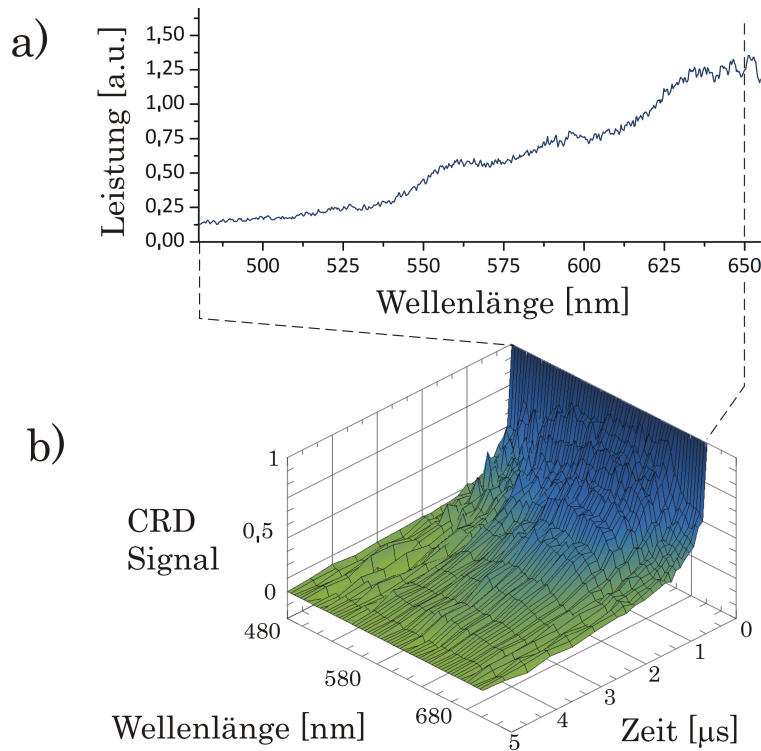 a)
Leistung [a.u.]
1,50
1,25
1,00
0,75
0,50
0,25
0,00
500 525 550 575 600 625 650
Wellenlänge [nm]
b)
CRD
Signal
1
0,5
0
480
580
680
Wellenlänge [nm]
5
4
3
2
1
0
Zeit [µs]